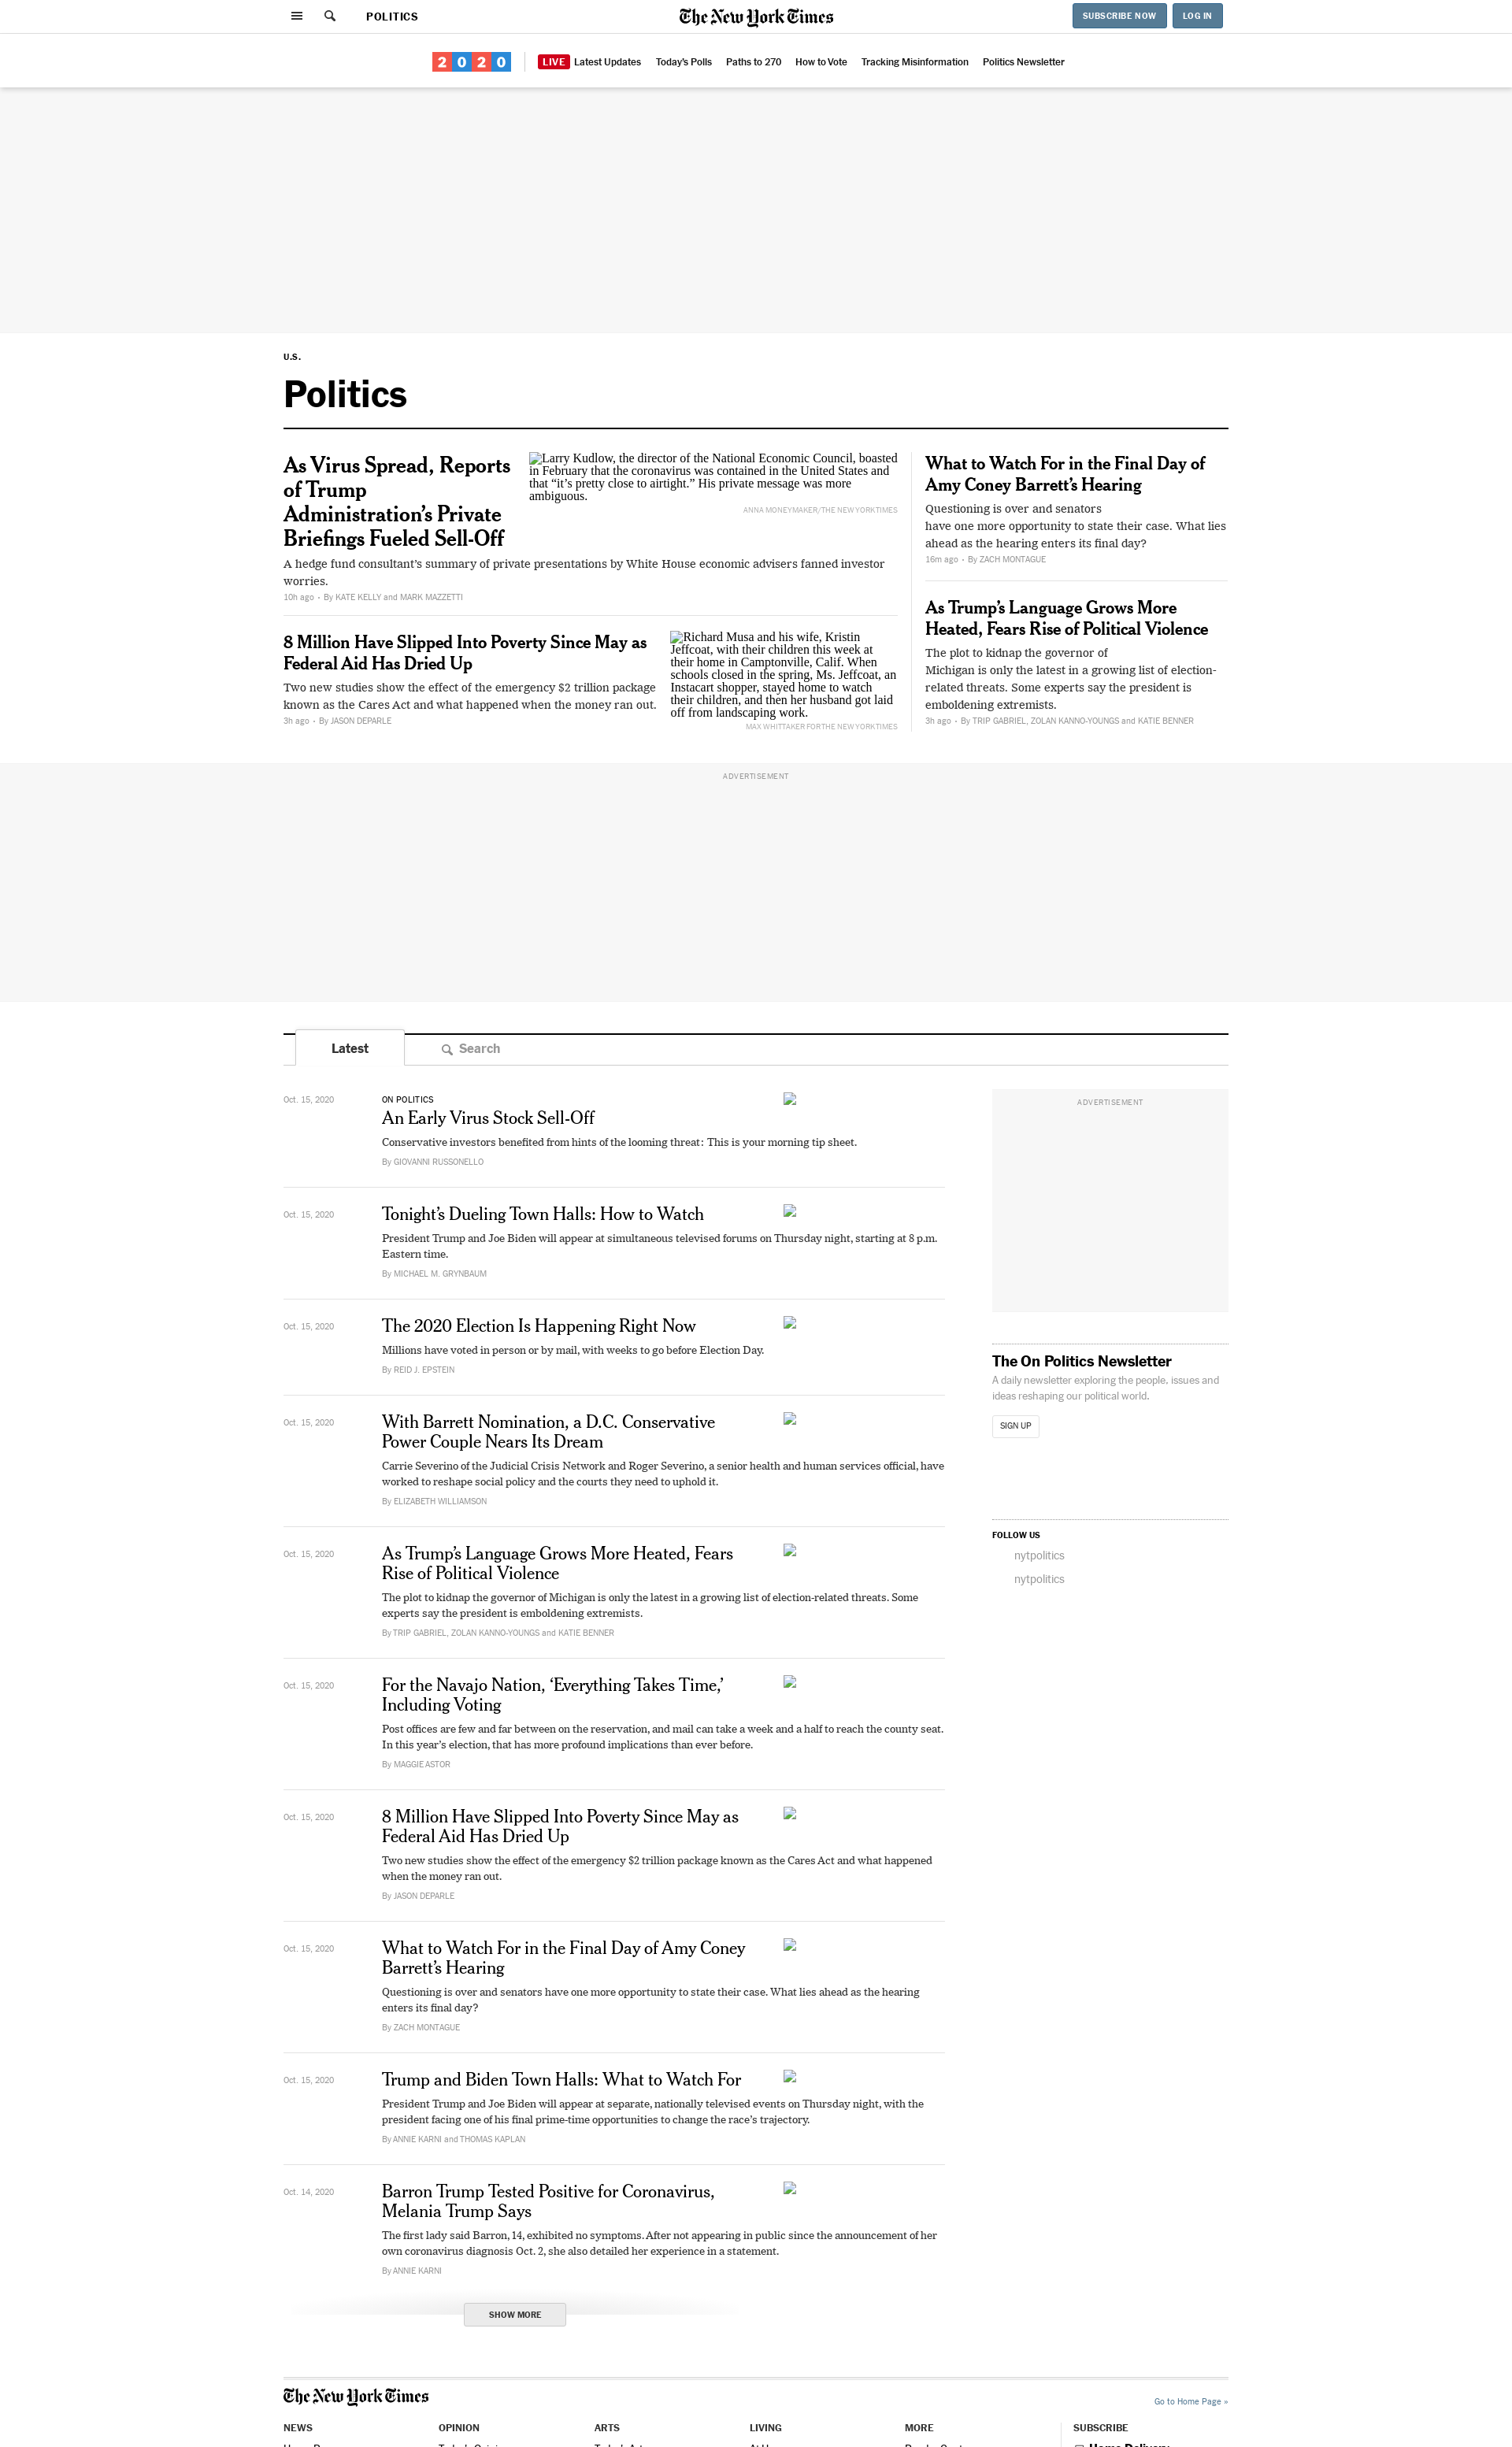 POLITICS
The New York Times
SUBSCRIBE NOW
LOG IN
2020
LIVE Latest Updates
Today's Polls
Paths to 270
How to Vote
Tracking Misinformation
Politics Newsletter
U.S.
Politics
As Virus Spread, Reports
of Trump
Administration's Private
Briefings Fueled Sell-Off
Larry Kudlow, the director of the National Economic Council, boasted
in February that the coronavirus was contained in the United States and
that “it's pretty close to airtight.” His private message was more
ambiguous.
ANNA MONEYMAKER/THE NEW YORK TIMES
A hedge fund consultant's summary of private presentations by White House economic advisers fanned investor
worries.
10h ago • By KATE KELLY and MARK MAZZETTI
8 Million Have Slipped Into Poverty Since May as
Federal Aid Has Dried Up
Two new studies show the effect of the emergency $2 trillion package
known as the Cares Act and what happened when the money ran out.
3h ago • By JASON DEPARLE
Richard Musa and his wife, Kristin
Jeffcoat, with their children this week at
their home in Camptonville, Calif. When
schools closed in the spring, Ms. Jeffcoat, an
Instacart shopper, stayed home to watch
their children, and then her husband got laid
off from landscaping work.
MAX WHITTAKER FOR THE NEW YORK TIMES
What to Watch For in the Final Day of
Amy Coney Barrett's Hearing
Questioning is over and senators
have one more opportunity to state their case. What lies
ahead as the hearing enters its final day?
16m ago • By ZACH MONTAGUE
As Trump's Language Grows More
Heated, Fears Rise of Political Violence
The plot to kidnap the governor of
Michigan is only the latest in a growing list of election-
related threats. Some experts say the president is
emboldening extremists.
3h ago • By TRIP GABRIEL, ZOLAN KANNO-YOUNGS and KATIE BENNER
ADVERTISEMENT
Latest
Search
Oct. 15, 2020
ON POLITICS
An Early Virus Stock Sell-Off
Conservative investors benefited from hints of the looming threat: This is your morning tip sheet.
By GIOVANNI RUSSONELLO
Oct. 15, 2020
Tonight's Dueling Town Halls: How to Watch
President Trump and Joe Biden will appear at simultaneous televised forums on Thursday night, starting at 8 p.m.
Eastern time.
By MICHAEL M. GRYNBAUM
Oct. 15, 2020
The 2020 Election Is Happening Right Now
Millions have voted in person or by mail, with weeks to go before Election Day.
By REID J. EPSTEIN
Oct. 15, 2020
With Barrett Nomination, a D.C. Conservative
Power Couple Nears Its Dream
Carrie Severino of the Judicial Crisis Network and Roger Severino, a senior health and human services official, have
worked to reshape social policy and the courts they need to uphold it.
By ELIZABETH WILLIAMSON
Oct. 15, 2020
As Trump's Language Grows More Heated, Fears
Rise of Political Violence
The plot to kidnap the governor of Michigan is only the latest in a growing list of election-related threats. Some
experts say the president is emboldening extremists.
By TRIP GABRIEL, ZOLAN KANNO-YOUNGS and KATIE BENNER
Oct. 15, 2020
For the Navajo Nation, ‘Everything Takes Time,’
Including Voting
Post offices are few and far between on the reservation, and mail can take a week and a half to reach the county seat.
In this year's election, that has more profound implications than ever before.
By MAGGIE ASTOR
Oct. 15, 2020
8 Million Have Slipped Into Poverty Since May as
Federal Aid Has Dried Up
Two new studies show the effect of the emergency $2 trillion package known as the Cares Act and what happened
when the money ran out.
By JASON DEPARLE
Oct. 15, 2020
What to Watch For in the Final Day of Amy Coney
Barrett's Hearing
Questioning is over and senators have one more opportunity to state their case. What lies ahead as the hearing
enters its final day?
By ZACH MONTAGUE
Oct. 15, 2020
Trump and Biden Town Halls: What to Watch For
President Trump and Joe Biden will appear at separate, nationally televised events on Thursday night, with the
president facing one of his final prime-time opportunities to change the race's trajectory.
By ANNIE KARNI and THOMAS KAPLAN
Oct. 14, 2020
Barron Trump Tested Positive for Coronavirus,
Melania Trump Says
The first lady said Barron, 14, exhibited no symptoms. After not appearing in public since the announcement of her
own coronavirus diagnosis Oct. 2, she also detailed her experience in a statement.
By ANNIE KARNI
SHOW MORE
ADVERTISEMENT
The On Politics Newsletter
A daily newsletter exploring the people, issues and
ideas reshaping our political world.
SIGN UP
FOLLOW US
nytpolitics
nytpolitics
The New York Times
Go to Home Page »
NEWS
OPINION
ARTS
LIVING
MORE
SUBSCRIBE